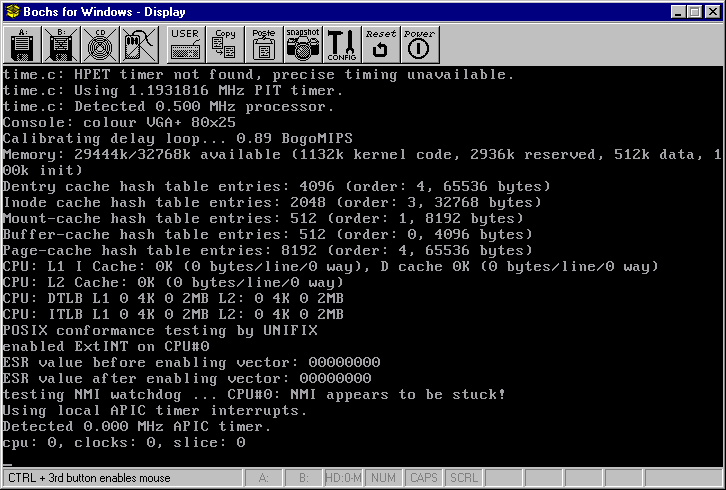 Bochs for Windows - Display
A: B: CD USER Copy Poste snapshot CONFIG Reset Power
time.c: HPET timer not found, precise timing unavailable.
time.c: Using 1.1931816 MHz PIT timer.
time.c: Detected 0.500 MHz processor.
Console: colour VGA+ 80x25
Calibrating delay loop... 0.89 BogoMIPS
Memory: 29444k/32768k available (1132k kernel code, 2936k reserved, 512k data, 1
00k init)
Dentry cache hash table entries: 4096 (order: 4, 65536 bytes)
Inode cache hash table entries: 2048 (order: 3, 32768 bytes)
Mount-cache hash table entries: 512 (order: 1, 8192 bytes)
Buffer-cache hash table entries: 512 (order: 0, 4096 bytes)
Page-cache hash table entries: 8192 (order: 4, 65536 bytes)
CPU: L1 I Cache: 0K (0 bytes/line/0 way), D cache 0K (0 bytes/line/0 way)
CPU: L2 Cache: 0K (0 bytes/line/0 way)
CPU: DTLB L1 0 4K 0 2MB L2: 0 4K 0 2MB
CPU: ITLB L1 0 4K 0 2MB L2: 0 4K 0 2MB
POSIX conformance testing by UNIFIX
enabled ExtINT on CPU#0
ESR value before enabling vector: 00000000
ESR value after enabling vector: 00000000
testing NMI watchdog ... CPU#0: NMI appears to be stuck!
Using local APIC timer interrupts.
Detected 0.000 MHz APIC timer.
cpu: 0, clocks: 0, slice: 0
CTRL + 3rd button enables mouse A: B: HD:0-M NUM CAPS SCRL